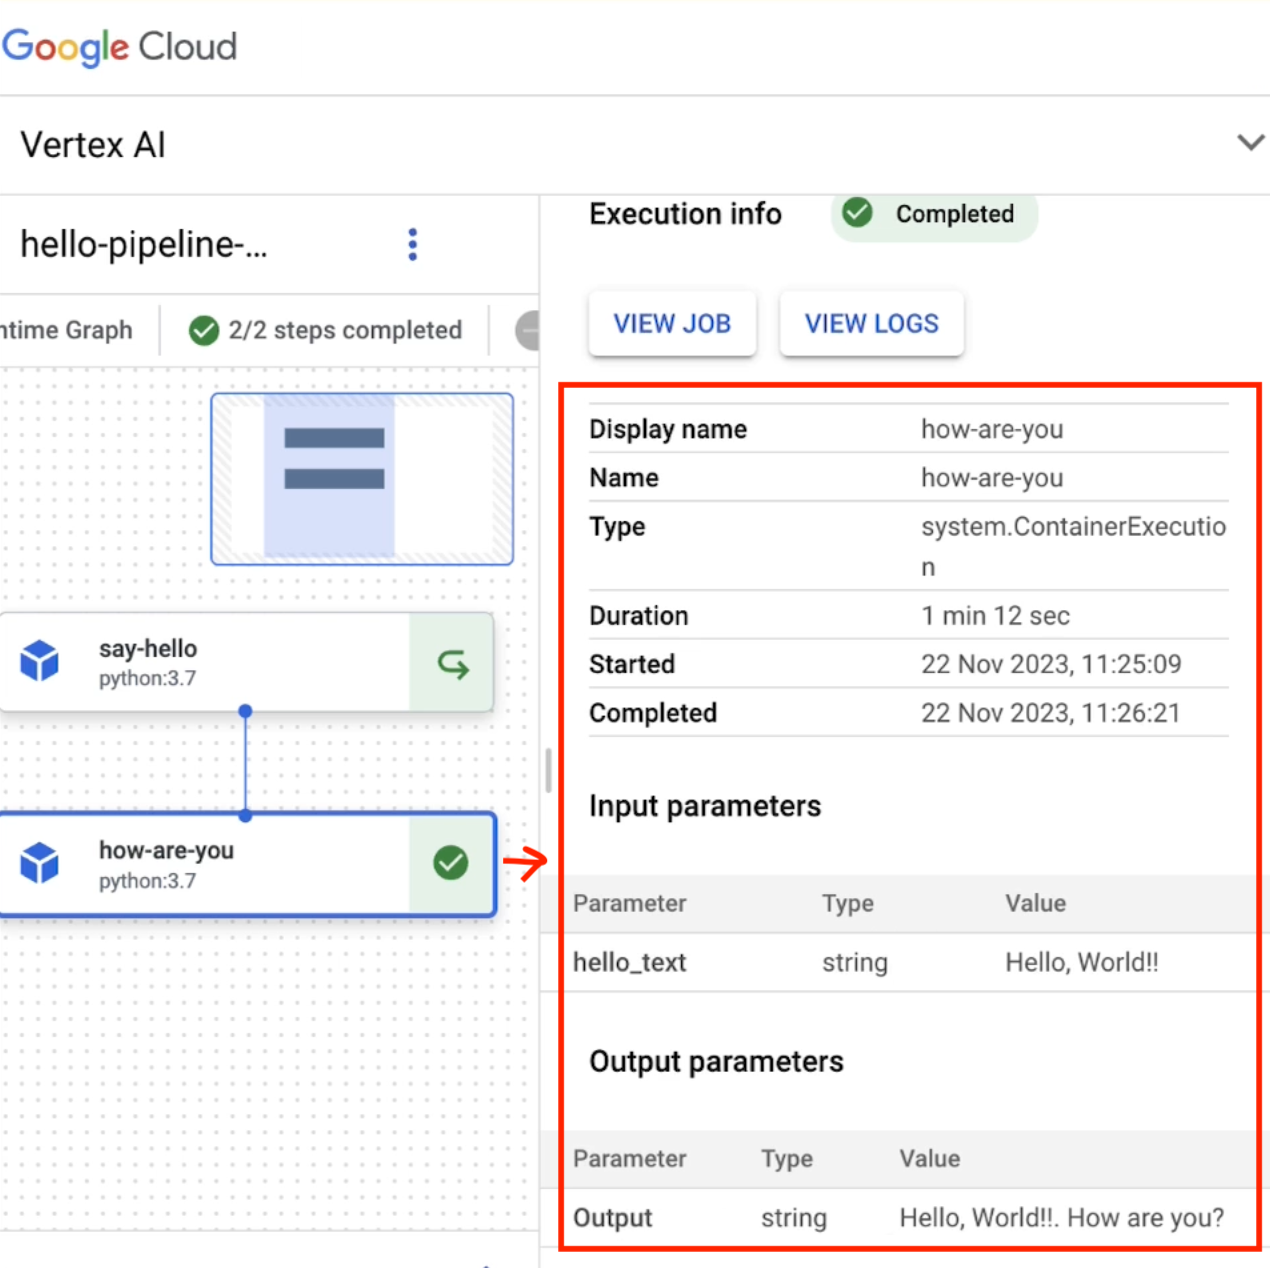 Google Cloud
Vertex AI
hello-pipeline-...
ntime Graph
2/2 steps completed
say-hello
python:3.7
how-are-you
python:3.7
Execution info
Completed
VIEW JOB
VIEW LOGS
Display name how-are-you
Name how-are-you
Type system.ContainerExecutio
n
Duration 1 min 12 sec
Started 22 Nov 2023, 11:25:09
Completed 22 Nov 2023, 11:26:21
Input parameters
Parameter Type Value
hello_text string Hello, World!!
Output parameters
Parameter Type Value
Output string Hello, World!!. How are you?